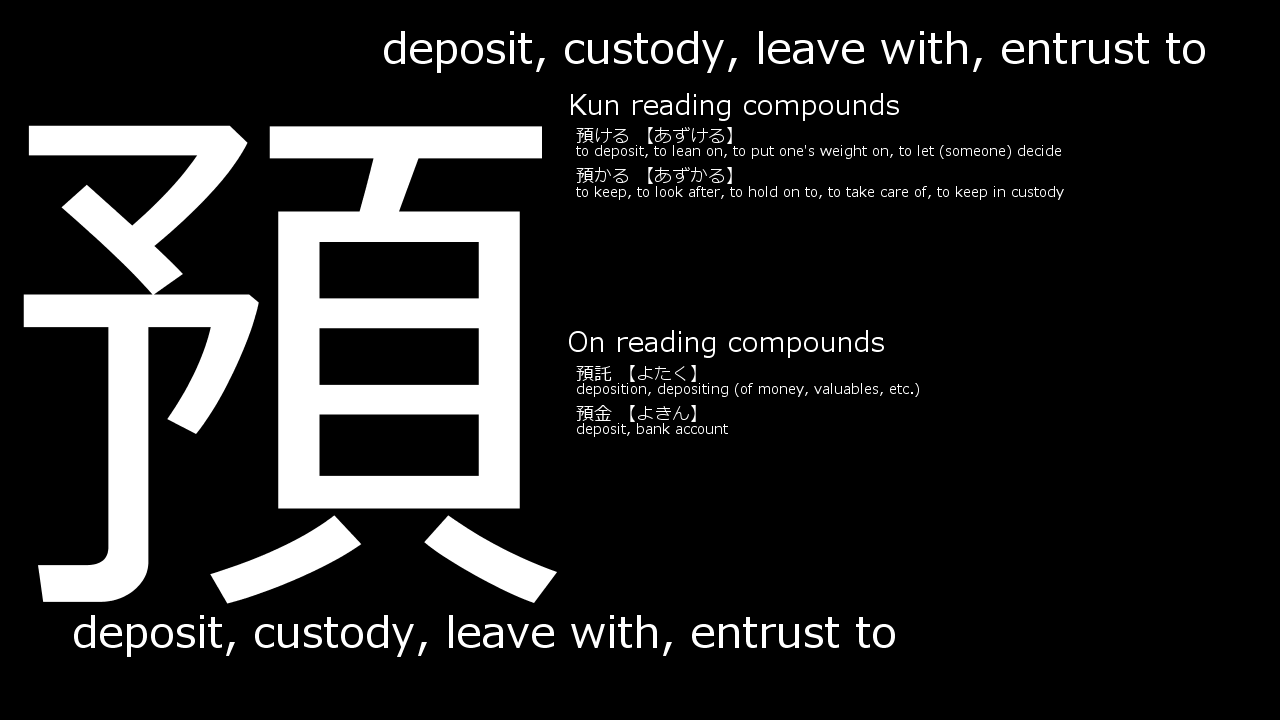 deposit, custody, leave with, entrust to
預
Kun reading compounds
預ける 【あずける】
to deposit, to lean on, to put one's weight on, to let (someone) decide
預かる 【あずかる】
to keep, to look after, to hold on to, to take care of, to keep in custody
On reading compounds
預託 【よたく】
deposition, depositing (of money, valuables, etc.)
預金 【よきん】
deposit, bank account
deposit, custody, leave with, entrust to